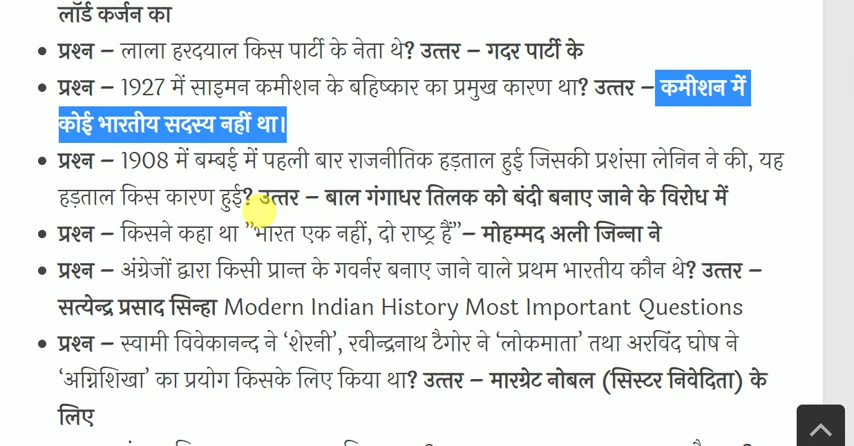 लॉर्ड कर्जन का
प्रश्न – लाला हरदयाल किस पार्टी के नेता थे? उत्तर – गदर पार्टी के
प्रश्न – 1927 में साइमन कमीशन के बहिष्कार का प्रमुख कारण था? उत्तर – कमीशन में
कोई भारतीय सदस्य नहीं था।
प्रश्न – 1908 में बम्बई में पहली बार राजनीतिक हड़ताल हुई जिसकी प्रशंसा लेनिन ने की, यह
हड़ताल किस कारण हुई? उत्तर – बाल गंगाधर तिलक को बंदी बनाए जाने के विरोध में
प्रश्न – किसने कहा था ”भारत एक नहीं, दो राष्ट्र हैं”– मोहम्मद अली जिन्ना ने
प्रश्न – अंग्रेजों द्वारा किसी प्रान्त के गवर्नर बनाए जाने वाले प्रथम भारतीय कौन थे? उत्तर –
सत्येन्द्र प्रसाद सिन्हा Modern Indian History Most Important Questions
प्रश्न – स्वामी विवेकानन्द ने ‘शेरनी’, रवीन्द्रनाथ टैगोर ने ‘लोकमाता’ तथा अरविंद घोष ने
‘अग्निशिखा’ का प्रयोग किसके लिए किया था? उत्तर – मारग्रेट नोबल (सिस्टर निवेदिता) के
लिए